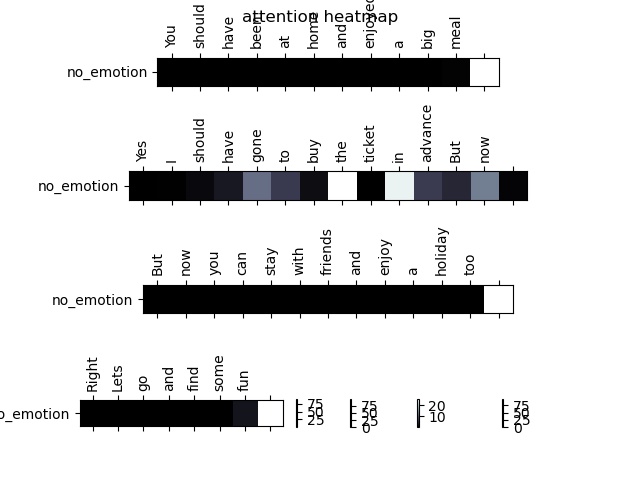 attention heatmap
You should have been at home and enjoyed a big meal
no_emotion
Yes I should have gone to buy the ticket in advance But now
no_emotion
But now you can stay with friends and enjoy a holiday too
no_emotion
Right Lets go and find some fun
o_emotion
75 50 25
75 50 25 0
20 10
75 50 25 0